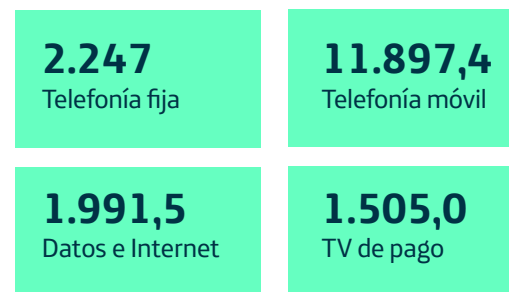 2.247
Telefonía fija
11.897,4
Telefonía móvil
1.991,5
Datos e Internet
1.505,0
TV de pago